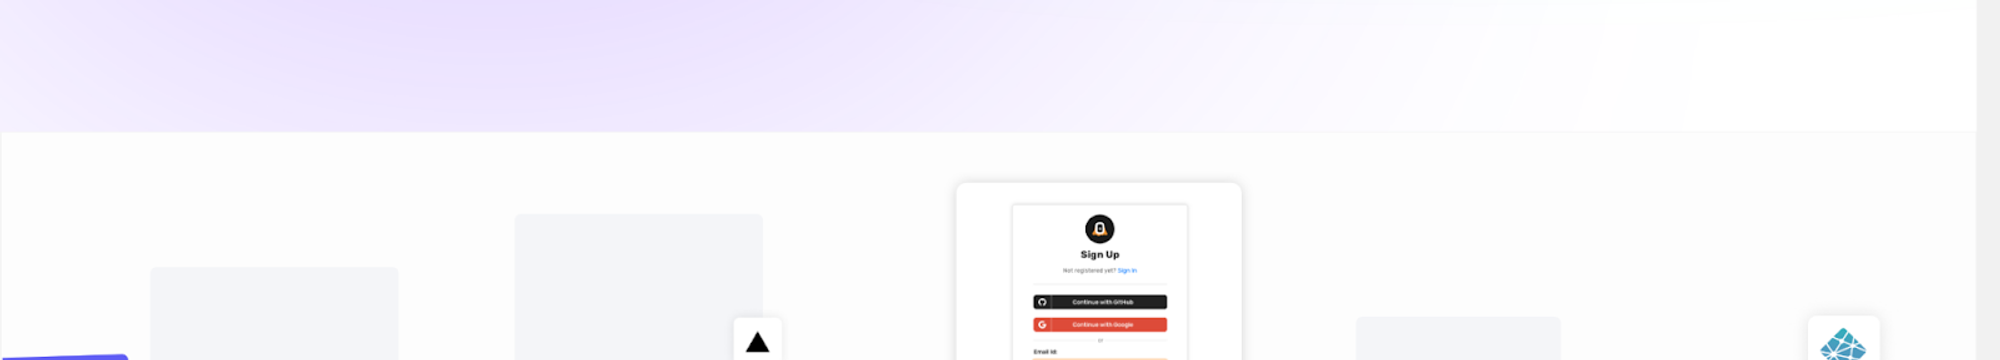 Sign Up
Not registered yet? Sign in
Continue with GitHub
Continue with Google
or
Email Id: